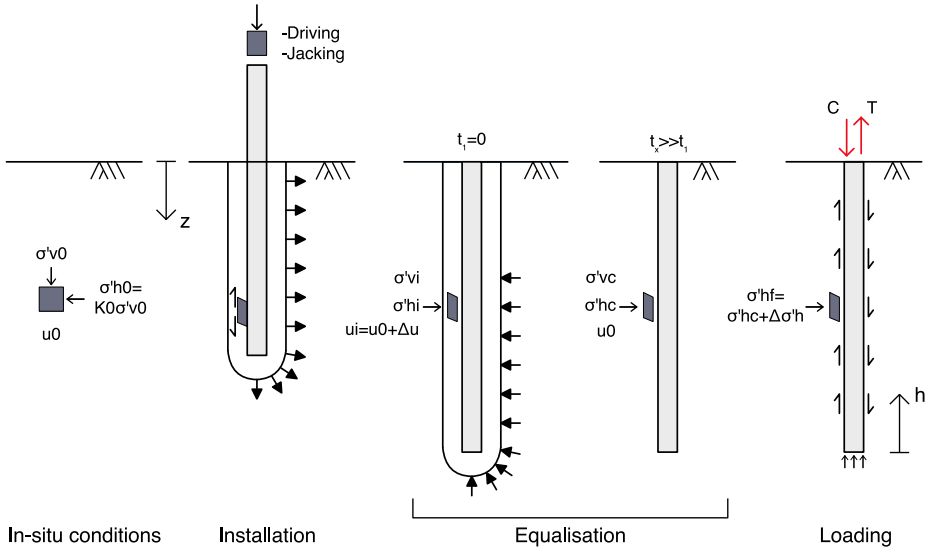 -Driving
-Jacking
z
σ'v0
σ'h0=
K0σ'v0
u0
t₁=0
σ'vi
σ'hi
ui=u0+Δu
tₓ>>t₁
σ'vc
σ'hc
u0
C T
σ'hf=
σ'hc+Δσ'h
h
In-situ conditions
Installation
Equalisation
Loading